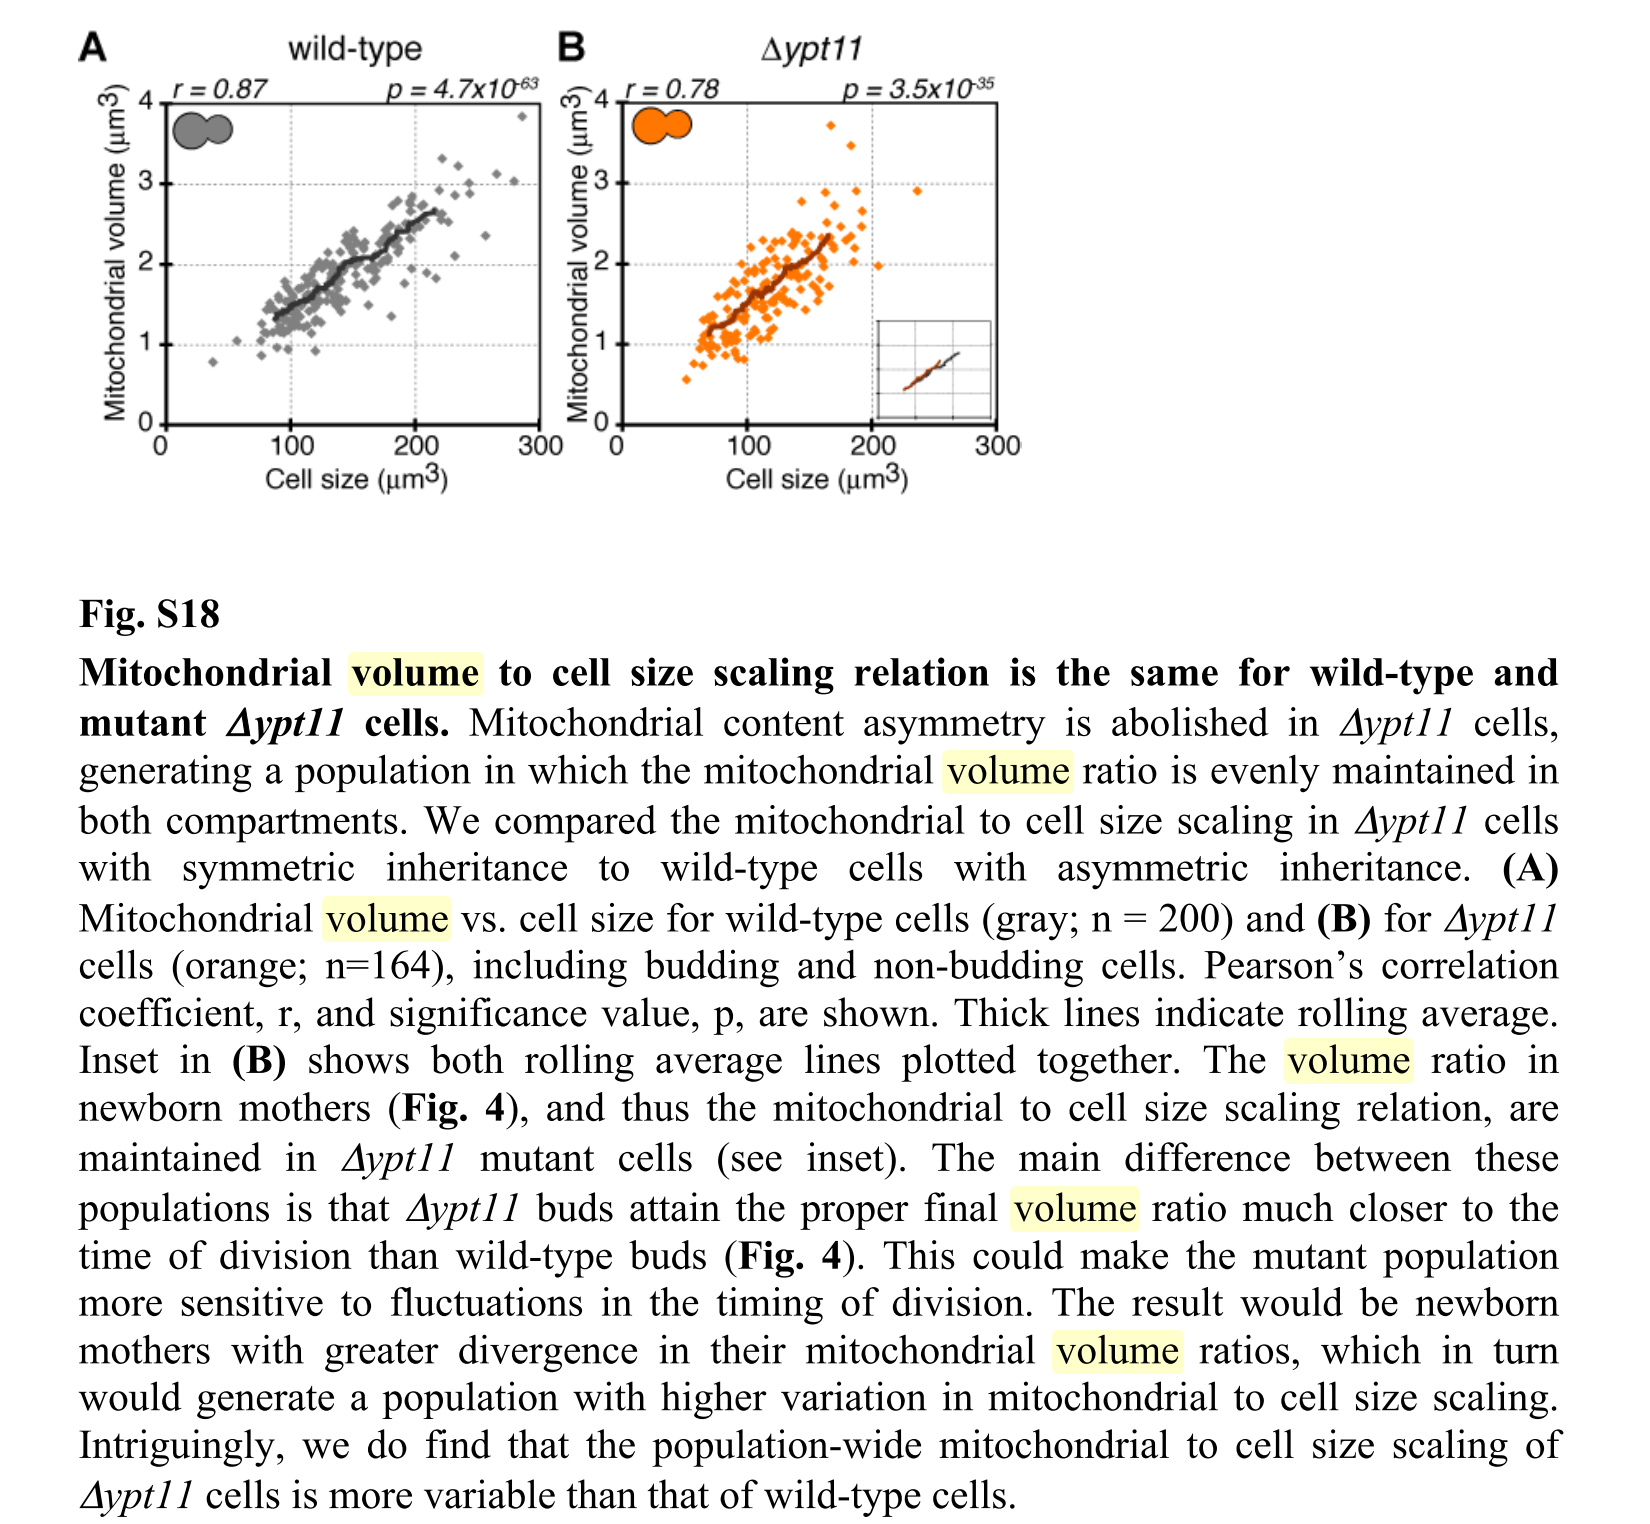 A wild-type B Δypt11
r = 0.87 p = 4.7x10-63 r = 0.78 p = 3.5x10-35
Mitochondrial volume (μm3)
4
3
2
1
0
0 100 200 300
Cell size (μm3)
Mitochondrial volume (μm3)
4
3
2
1
0
0 100 200 300
Cell size (μm3)
Fig. S18
Mitochondrial volume to cell size scaling relation is the same for wild-type and
mutant Δypt11 cells. Mitochondrial content asymmetry is abolished in Δypt11 cells,
generating a population in which the mitochondrial volume ratio is evenly maintained in
both compartments. We compared the mitochondrial to cell size scaling in Δypt11 cells
with symmetric inheritance to wild-type cells with asymmetric inheritance. (A)
Mitochondrial volume vs. cell size for wild-type cells (gray; n = 200) and (B) for Δypt11
cells (orange; n=164), including budding and non-budding cells. Pearson’s correlation
coefficient, r, and significance value, p, are shown. Thick lines indicate rolling average.
Inset in (B) shows both rolling average lines plotted together. The volume ratio in
newborn mothers (Fig. 4), and thus the mitochondrial to cell size scaling relation, are
maintained in Δypt11 mutant cells (see inset). The main difference between these
populations is that Δypt11 buds attain the proper final volume ratio much closer to the
time of division than wild-type buds (Fig. 4). This could make the mutant population
more sensitive to fluctuations in the timing of division. The result would be newborn
mothers with greater divergence in their mitochondrial volume ratios, which in turn
would generate a population with higher variation in mitochondrial to cell size scaling.
Intriguingly, we do find that the population-wide mitochondrial to cell size scaling of
Δypt11 cells is more variable than that of wild-type cells.